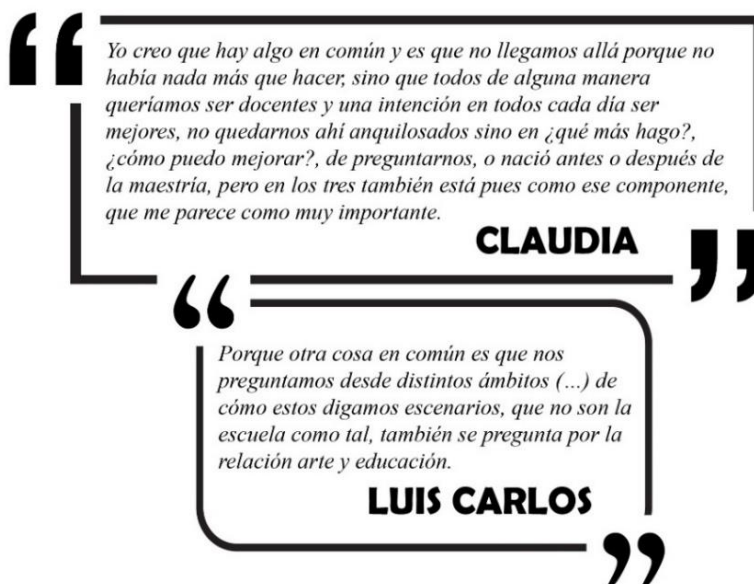 Yo creo que hay algo en común y es que no llegamos allá porque no
había nada más que hacer, sino que todos de alguna manera
queríamos ser docentes y una intención en todos cada día ser
mejores, no quedarnos ahí anquilosados sino en ¿qué más hago?,
¿cómo puedo mejorar?, de preguntarnos, o nació antes o después de
la maestría, pero en los tres también está pues como ese componente,
que me parece como muy importante.
CLAUDIA
Porque otra cosa en común es que nos
preguntamos desde distintos ámbitos (...) de
cómo estos digamos escenarios, que no son la
escuela como tal, también se pregunta por la
relación arte y educación.
LUIS CARLOS